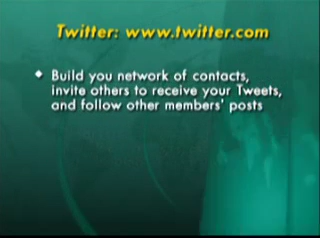 Twitter: www.twitter.com
◆ Build you network of contacts,
invite others to receive your Tweets,
and follow other members' posts